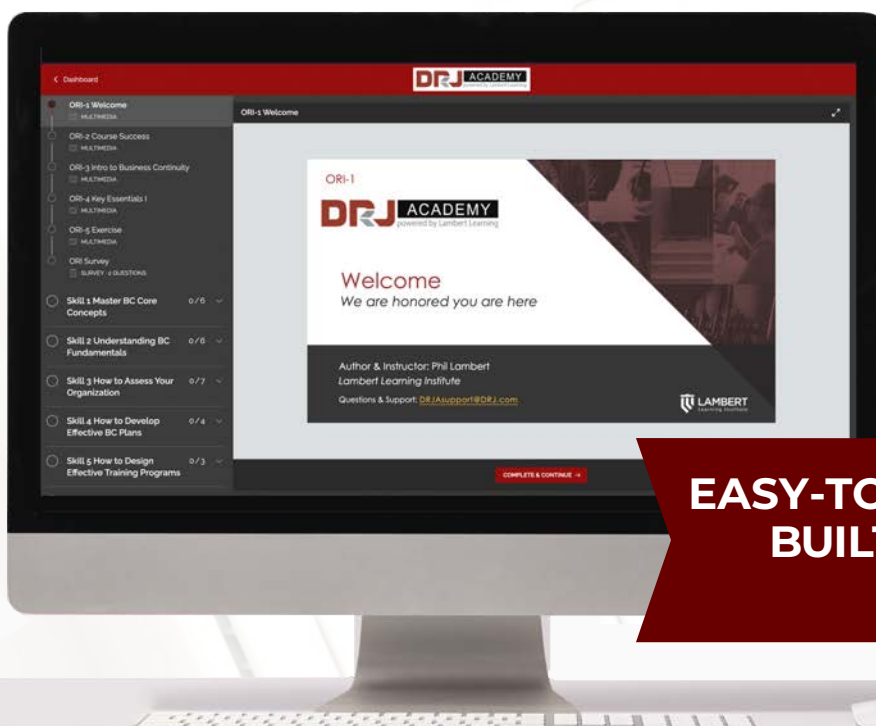 Dashboard
DRJ ACADEMY
powered by Lambert Learning
ORI-1 Welcome
MULTIMEDIA
ORI-2 Course Success
MULTIMEDIA
ORI-3 Intro to Business Continuity
MULTIMEDIA
ORI-4 Key Essentials I
MULTIMEDIA
ORI-5 Exercise
MULTIMEDIA
ORI Survey
SURVEY · 2 QUESTIONS
Skill 1 Master BC Core 0/6
Concepts
Skill 2 Understanding BC 0/6
Fundamentals
Skill 3 How to Assess Your 0/7
Organization
Skill 4 How to Develop 0/4
Effective BC Plans
Skill 5 How to Design 0/3
Effective Training Programs
ORI-1 Welcome
ORI-1
DRJ ACADEMY
powered by Lambert Learning
Welcome
We are honored you are here
Author & Instructor: Phil Lambert
Lambert Learning Institute
Questions & Support: DRJAsupport@DRJ.com
LAMBERT
Learning Institute
COMPLETE & CONTINUE →
EASY-TO
BUILT